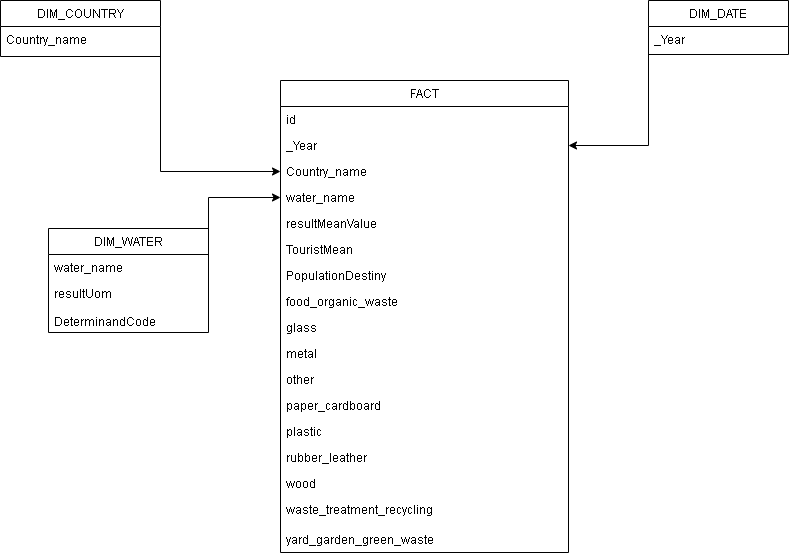 DIM_COUNTRY
Country_name
DIM_DATE
_Year
FACT
id
_Year
Country_name
water_name
resultMeanValue
TouristMean
PopulationDestiny
food_organic_waste
glass
metal
other
paper_cardboard
plastic
rubber_leather
wood
waste_treatment_recycling
yard_garden_green_waste
DIM_WATER
water_name
resultUom
DeterminandCode